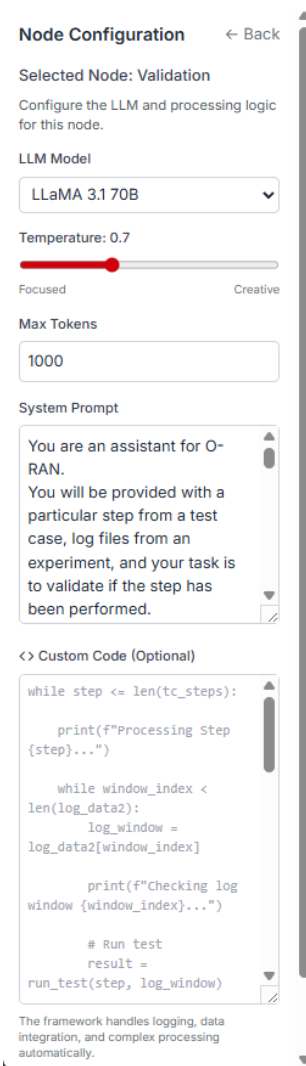 Node Configuration
← Back
Selected Node: Validation
Configure the LLM and processing logic
for this node.
LLM Model
LLaMA 3.1 70B
Temperature: 0.7
Focused
Creative
Max Tokens
1000
System Prompt
You are an assistant for O-
RAN.
You will be provided with a
particular step from a test
case, log files from an
experiment, and your task is
to validate if the step has
been performed.
<> Custom Code (Optional)
while step <= len(tc_steps):
print(f"Processing Step
{step}...")
while window_index <
len(log_data2):
log_window =
log_data2[window_index]
print(f"Checking log
window {window_index}...")
# Run test
result =
run_test(step, log_window)
The framework handles logging, data
integration, and complex processing
automatically.